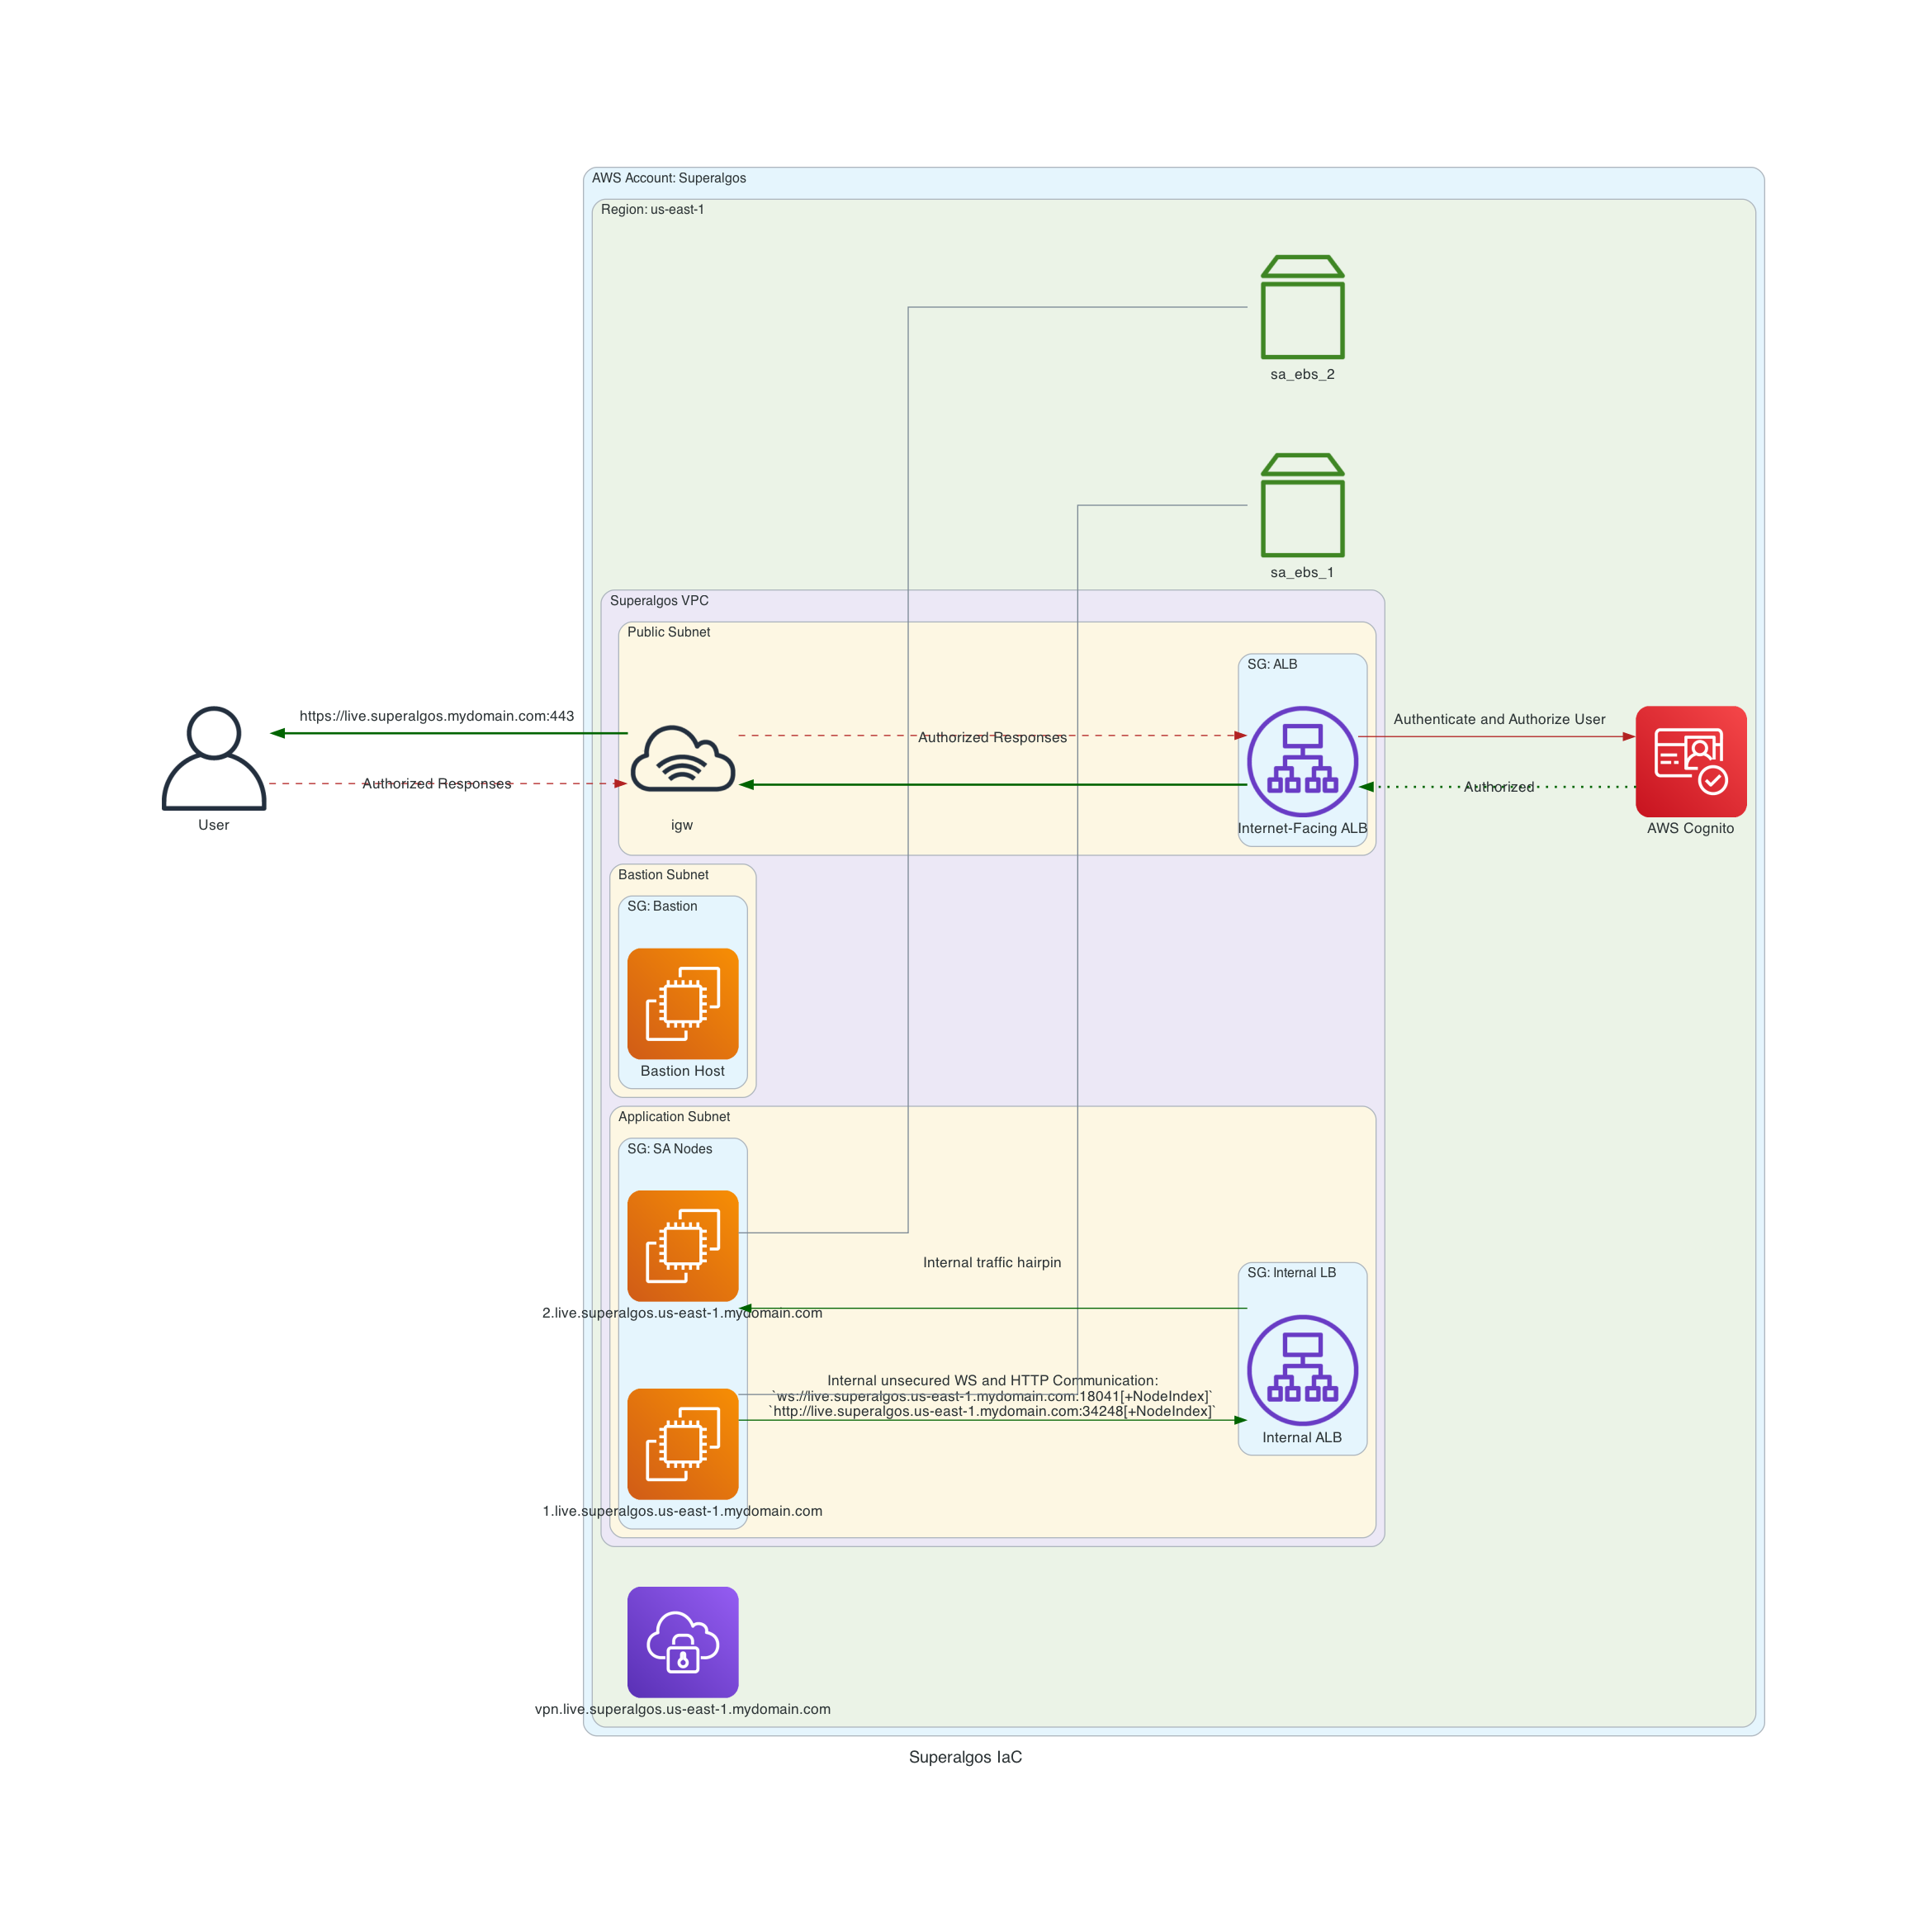 AWS Account: Superalgos
Region: us-east-1
sa_ebs_2
sa_ebs_1
Superalgos VPC
Public Subnet
SG: ALB
https://live.superalgos.mydomain.com:443
Authenticate and Authorize User
Authorized Responses
Authorized Responses
Authorized
User
igw
Internet-Facing ALB
AWS Cognito
Bastion Subnet
SG: Bastion
Bastion Host
Application Subnet
SG: SA Nodes
Internal traffic hairpin
SG: Internal LB
2.live.superalgos.us-east-1.mydomain.com
Internal unsecured WS and HTTP Communication:
`ws://live.superalgos.us-east-1.mydomain.com:18041[+NodeIndex]`
`http://live.superalgos.us-east-1.mydomain.com:34248[+NodeIndex]`
Internal ALB
1.live.superalgos.us-east-1.mydomain.com
vpn.live.superalgos.us-east-1.mydomain.com
Superalgos IaC